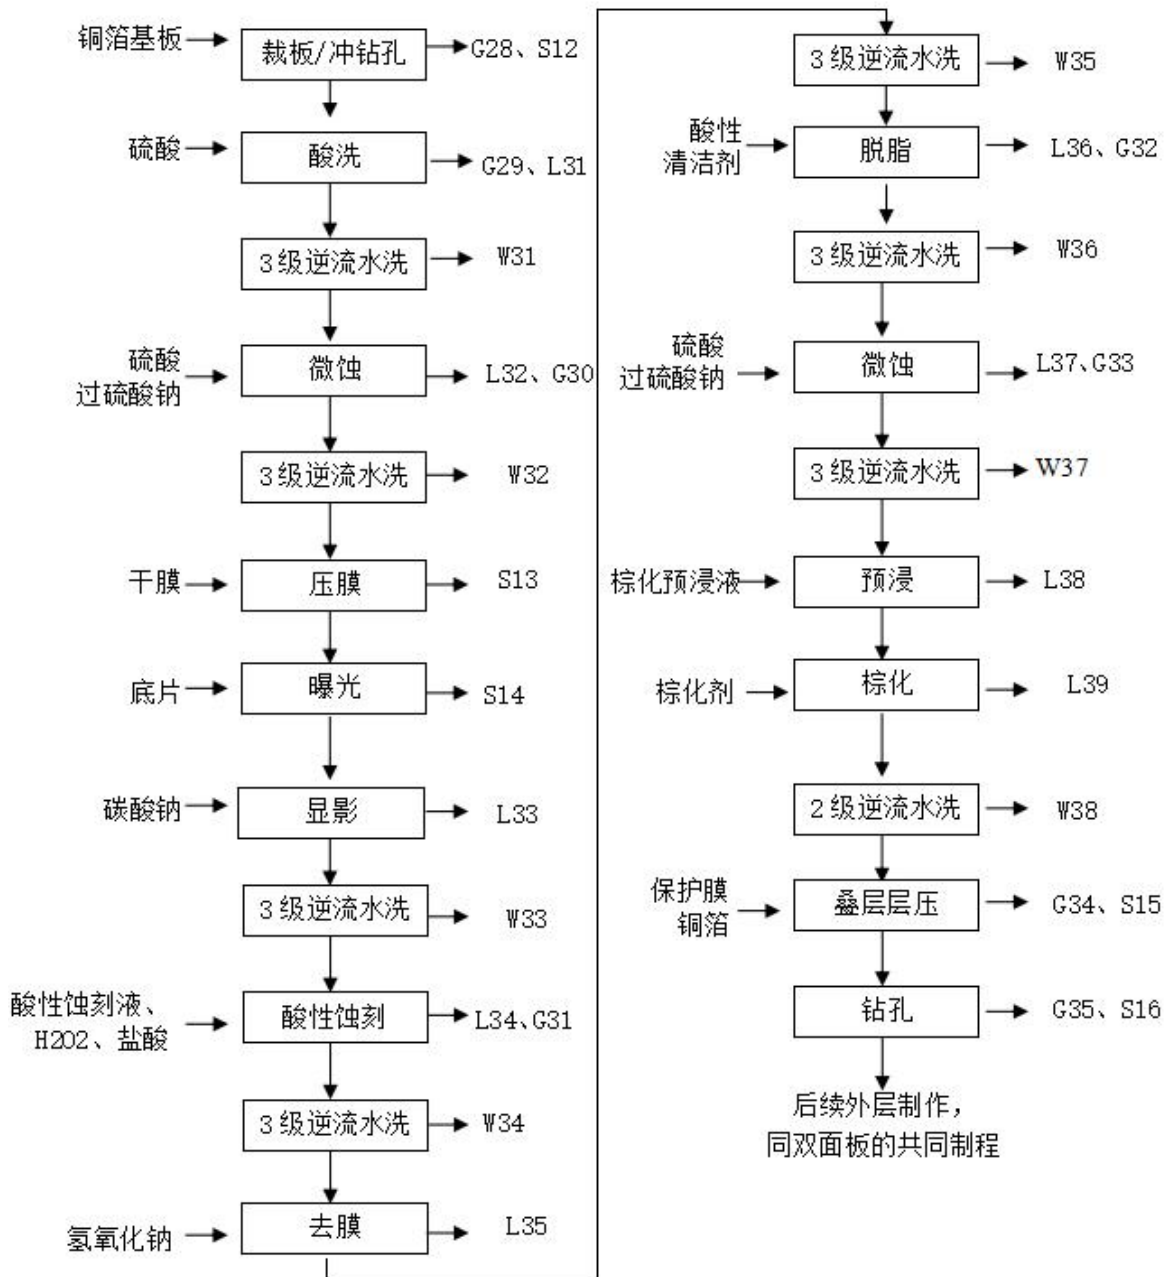 铜箔基板
裁板/冲钻孔
G28、S12
硫酸
酸洗
G29、L31
3级逆流水洗
W31
硫酸
过硫酸钠
微蚀
L32、G30
3级逆流水洗
W32
干膜
压膜
S13
底片
曝光
S14
碳酸钠
显影
L33
3级逆流水洗
W33
酸性蚀刻液、
H2O2、盐酸
酸性蚀刻
L34、G31
3级逆流水洗
W34
氢氧化钠
去膜
L35
3级逆流水洗
W35
酸性
清洁剂
脱脂
L36、G32
3级逆流水洗
W36
硫酸
过硫酸钠
微蚀
L37、G33
3级逆流水洗
W37
棕化预浸液
预浸
L38
棕化剂
棕化
L39
2级逆流水洗
W38
保护膜
铜箔
叠层层压
G34、S15
钻孔
G35、S16
后续外层制作，
同双面板的共同制程